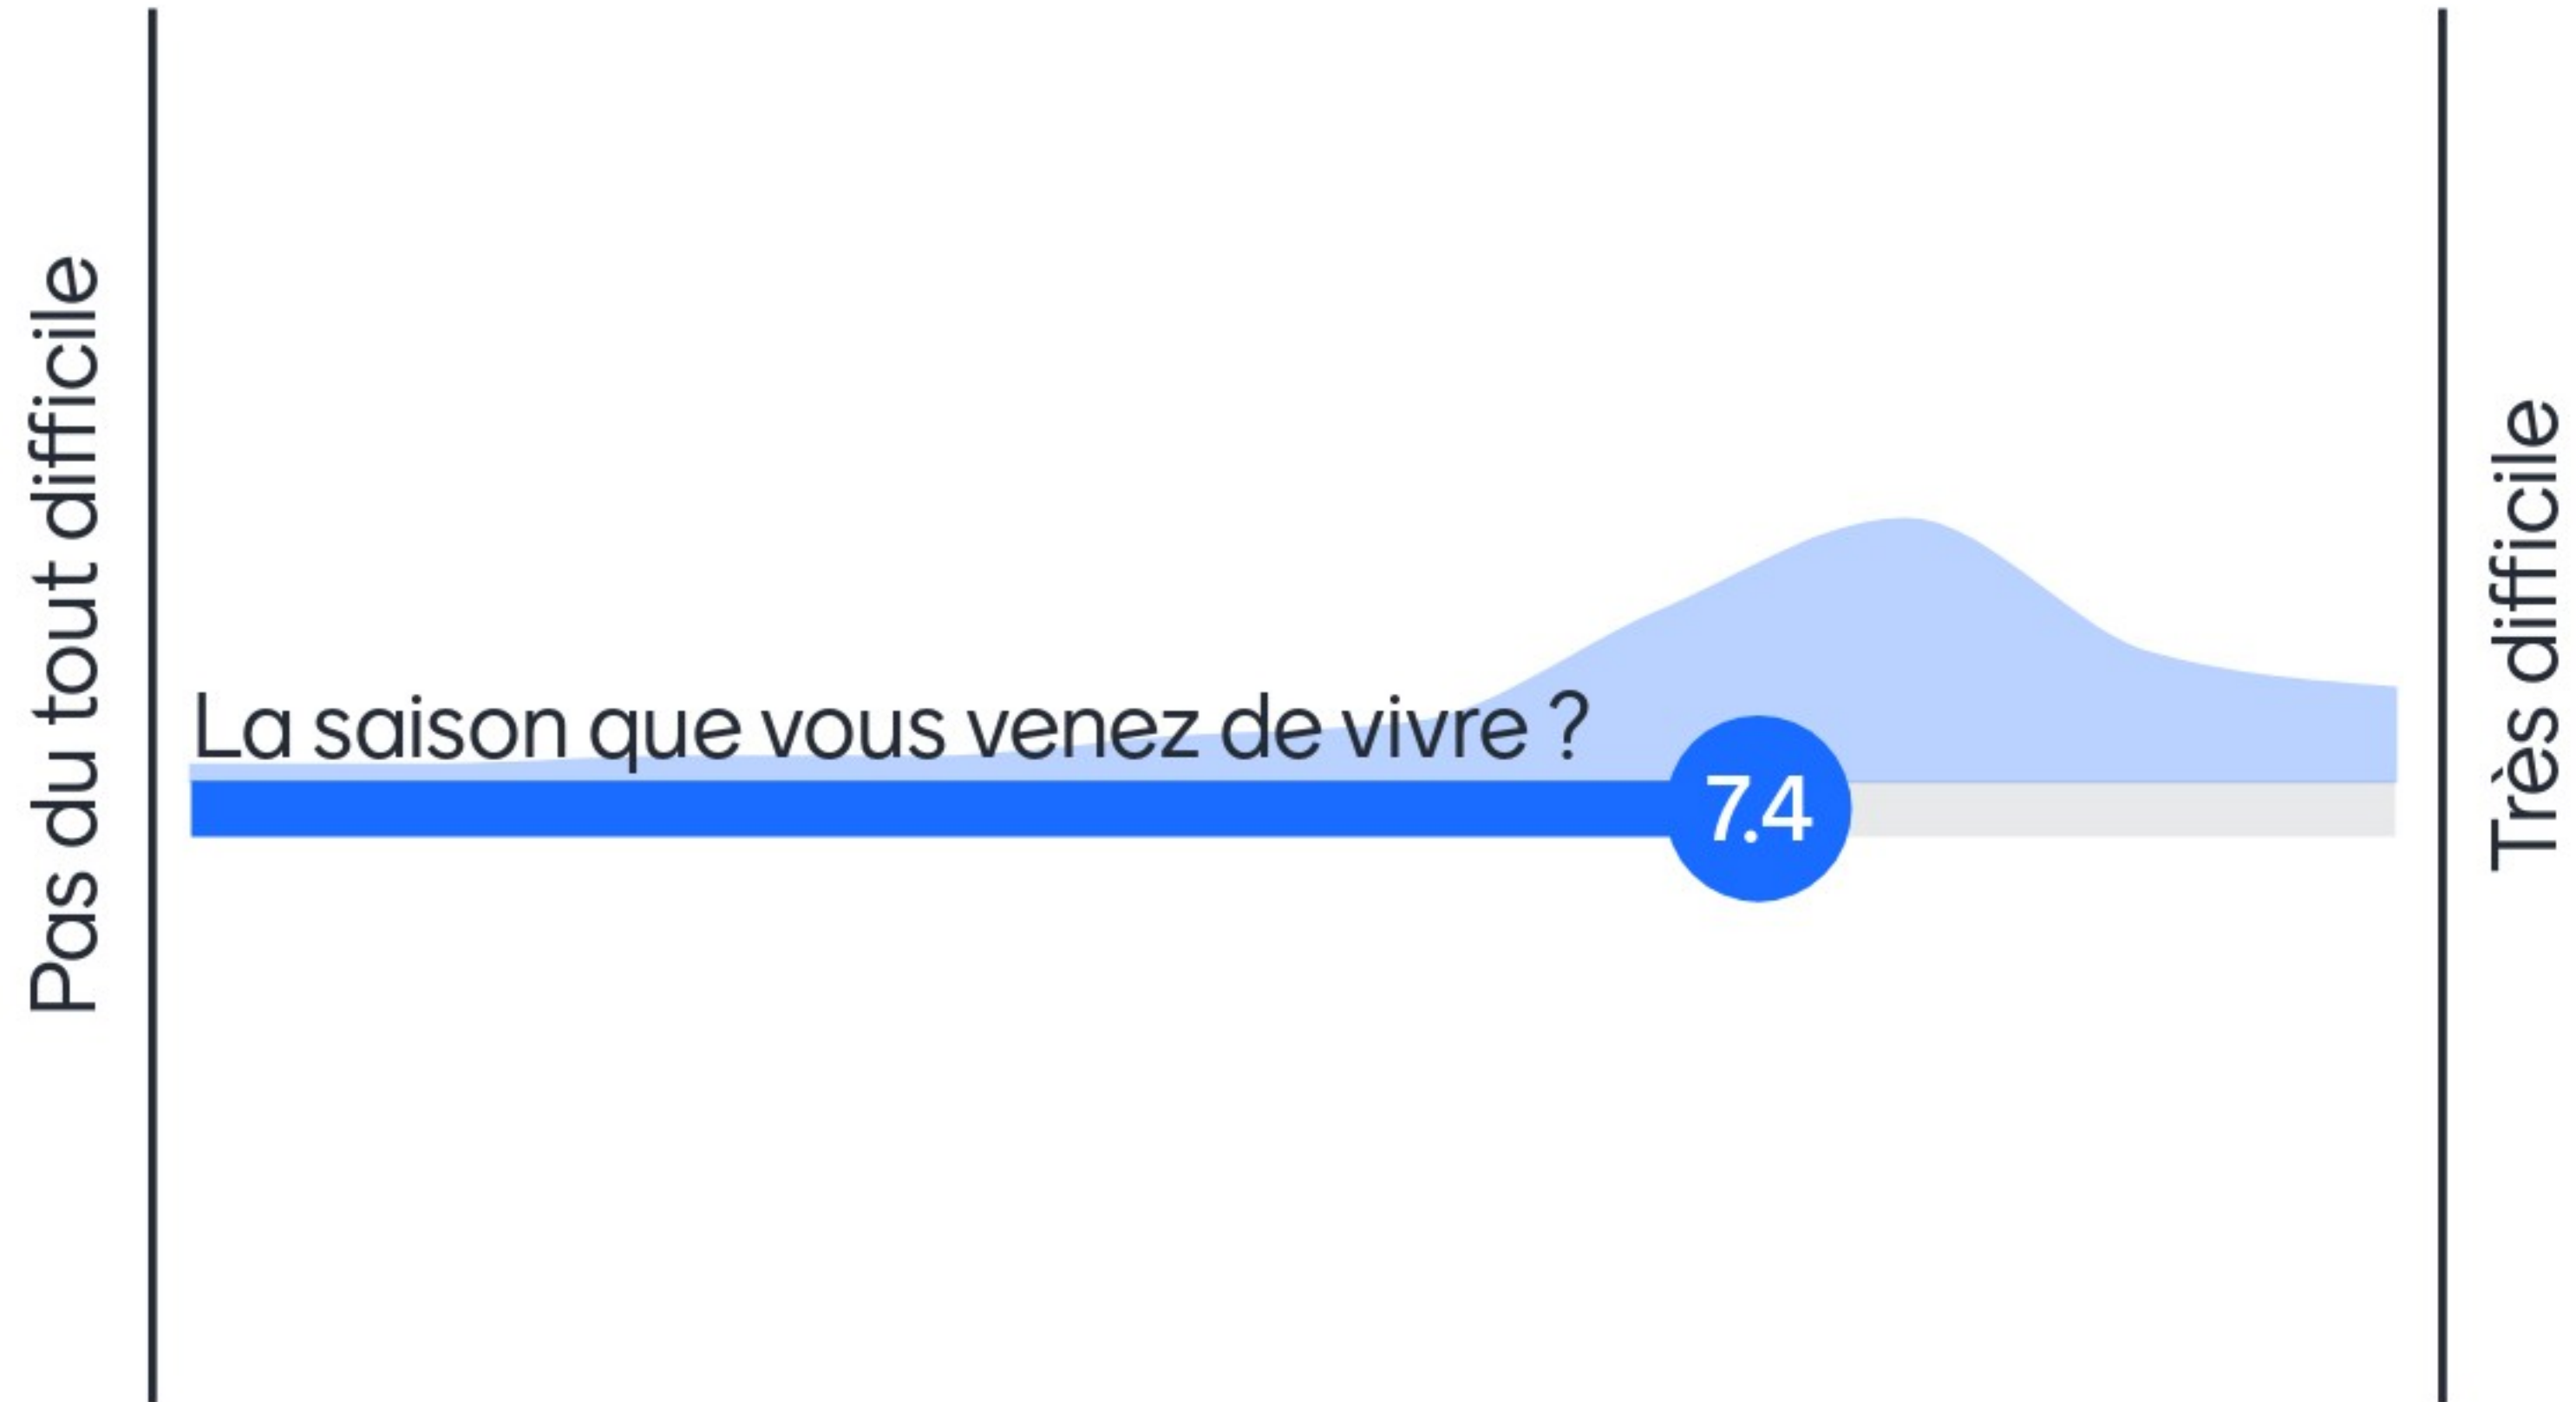 Pas du tout difficile
La saison que vous venez de vivre ?
7.4
Très difficile